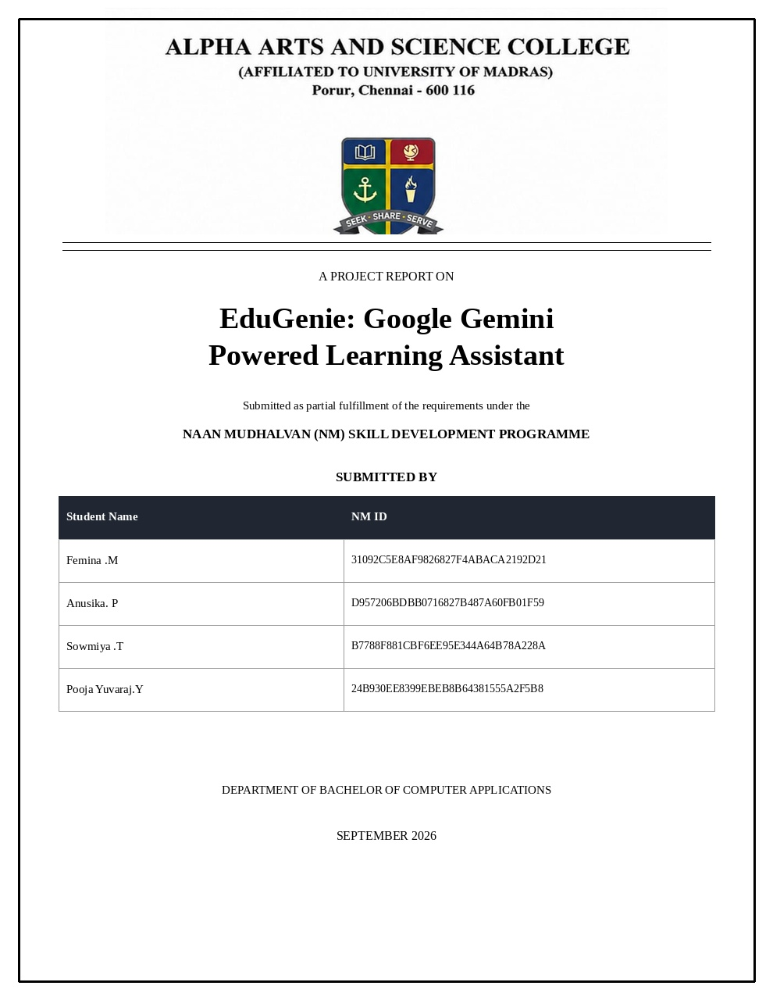 ALPHA ARTS AND SCIENCE COLLEGE
(AFFILIATED TO UNIVERSITY OF MADRAS)
Porur, Chennai - 600 116
SEEK · SHARE · SERVE
A PROJECT REPORT ON
EduGenie: Google Gemini
Powered Learning Assistant
Submitted as partial fulfillment of the requirements under the
NAAN MUDHALVAN (NM) SKILL DEVELOPMENT PROGRAMME
SUBMITTED BY
Student Name NM ID
Femina .M 31092C5E8AF9826827F4ABACA2192D21
Anusika. P D957206BDBB0716827B487A60FB01F59
Sowmiya .T B7788F881CBF6EE95E344A64B78A228A
Pooja Yuvaraj.Y 24B930EE8399EBEB8B64381555A2F5B8
DEPARTMENT OF BACHELOR OF COMPUTER APPLICATIONS
SEPTEMBER 2026